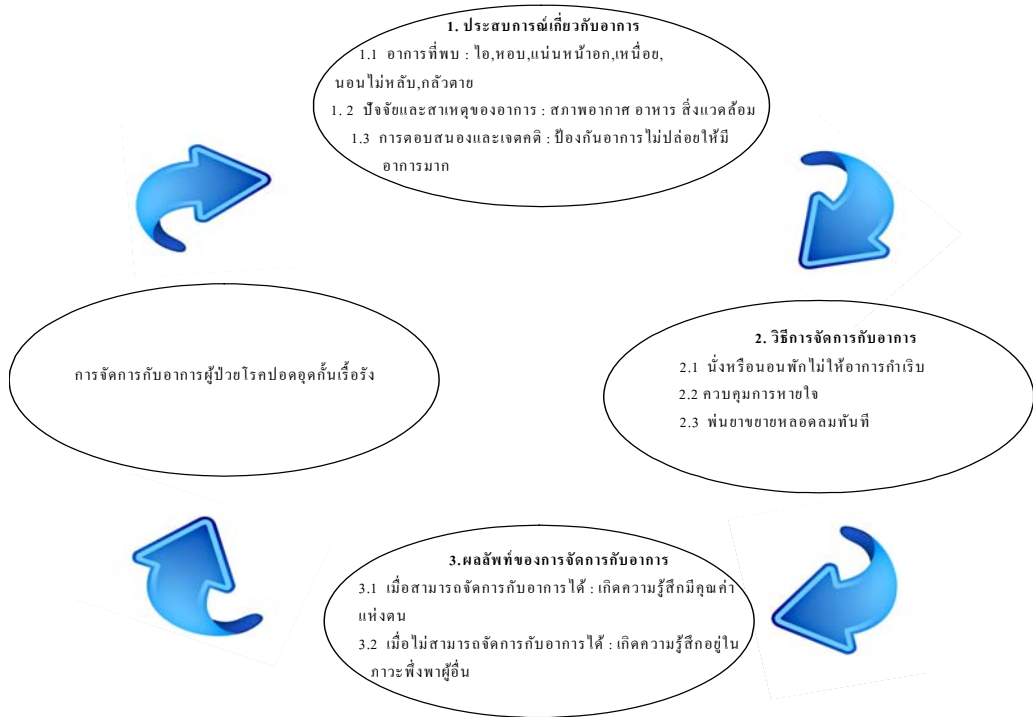 1. ประสบการณ์เกี่ยวกับอาการ
1.1 อาการที่พบ : ไอ,หอบ,แน่นหน้าอก,เหนื่อย,
นอนไม่หลับ,กลัวตาย
1. 2 ปัจจัยและสาเหตุของอาการ : สภาพอากาศ อาหาร สิ่งแวดล้อม
1.3 การตอบสนองและเจตคติ : ป้องกันอาการไม่ปล่อยให้มี
อาการมาก
การจัดการกับอาการผู้ป่วยโรคปอดอุดกั้นเรื้อรัง
2. วิธีการจัดการกับอาการ
2.1 นั่งหรือนอนพักไม่ให้อาการกำเริบ
2.2 ควบคุมการหายใจ
2.3 พ่นยาขยายหลอดลมทันที
3.ผลลัพท์ของการจัดการกับอาการ
3.1 เมื่อสามารถจัดการกับอาการได้ : เกิดความรู้สึกมีคุณค่า
แห่งตน
3.2 เมื่อไม่สามารถจัดการกับอาการได้ : เกิดความรู้สึกอยู่ใน
ภาวะพึ่งพาผู้อื่น